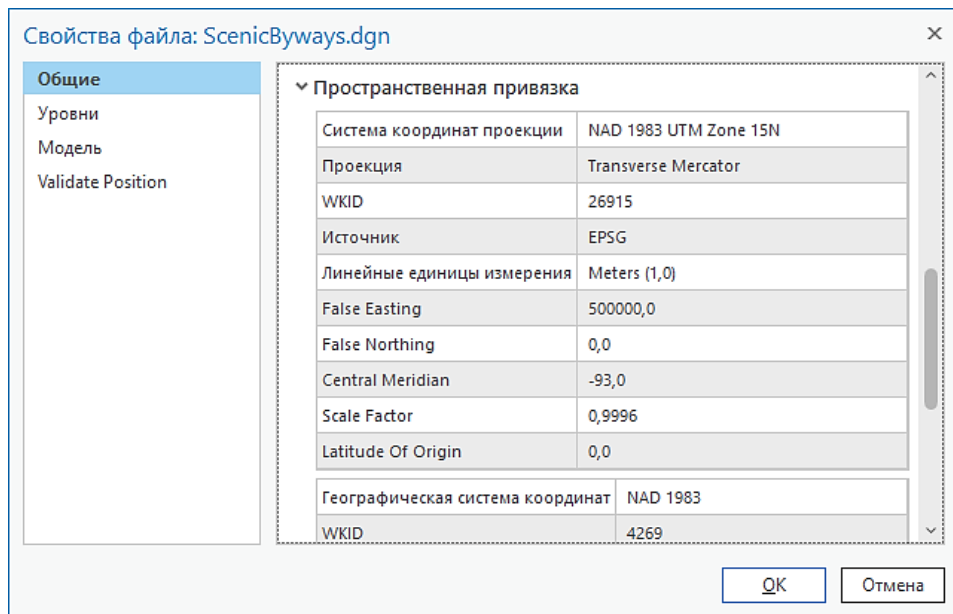 Свойства файла: ScenicByways.dgn
Общие
Уровни
Модель
Validate Position
Пространственная привязка
Система координат проекции NAD 1983 UTM Zone 15N
Проекция Transverse Mercator
WKID 26915
Источник EPSG
Линейные единицы измерения Meters (1,0)
False Easting 500000,0
False Northing 0,0
Central Meridian -93,0
Scale Factor 0,9996
Latitude Of Origin 0,0
Географическая система координат NAD 1983
WKID 4269
OK Отмена